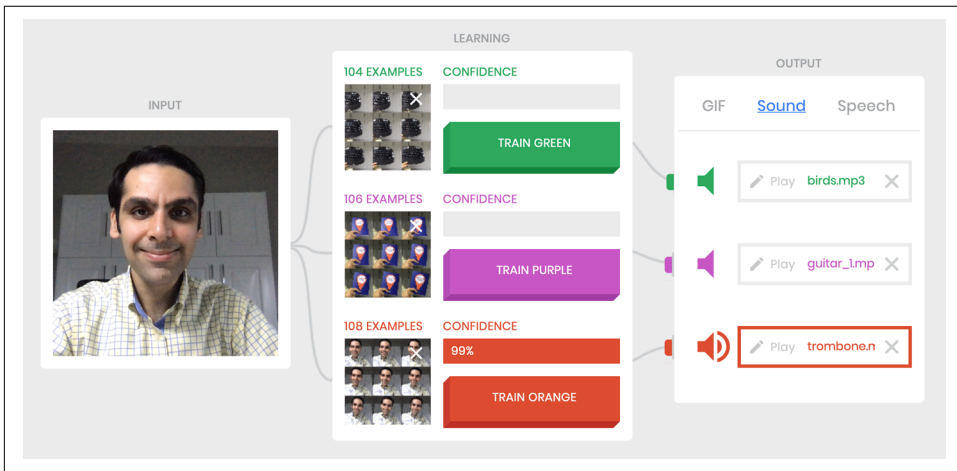 LEARNING
INPUT
104 EXAMPLES CONFIDENCE
TRAIN GREEN
106 EXAMPLES CONFIDENCE
TRAIN PURPLE
108 EXAMPLES CONFIDENCE
99%
TRAIN ORANGE
OUTPUT
GIF Sound Speech
Play birds.mp3
Play guitar_1.mp
Play trombone.m